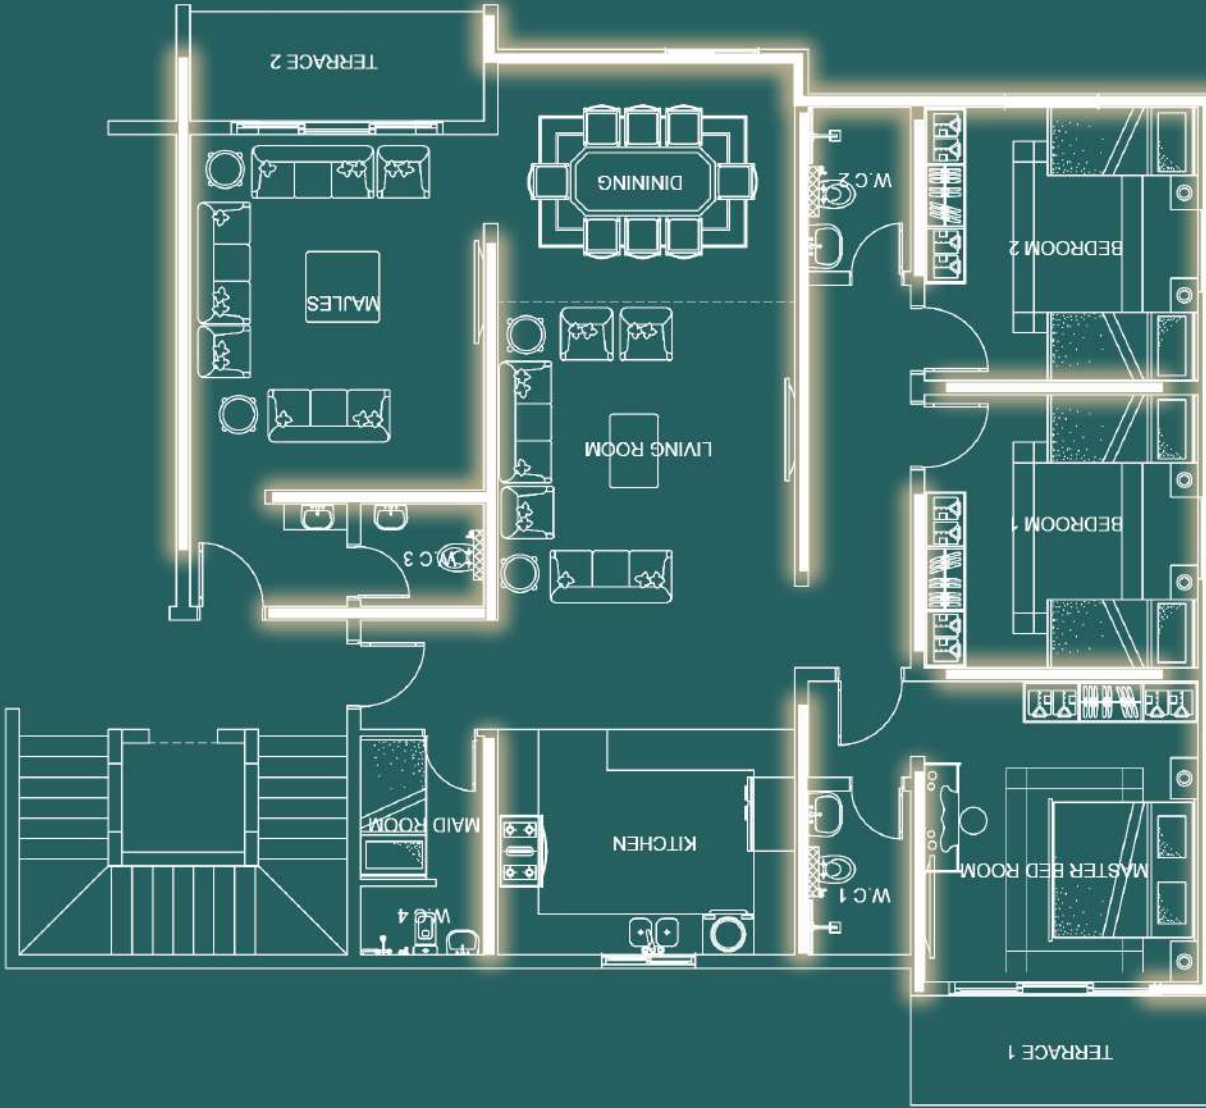 TERRACE 1
MASTER BED ROOM
W.C 1
KITCHEN
W.C 4
MAID ROOM
BEDROOM 1
LIVING ROOM
W.C 3
BEDROOM 2
MAJLES
W.C 2
DININING
TERRACE 2